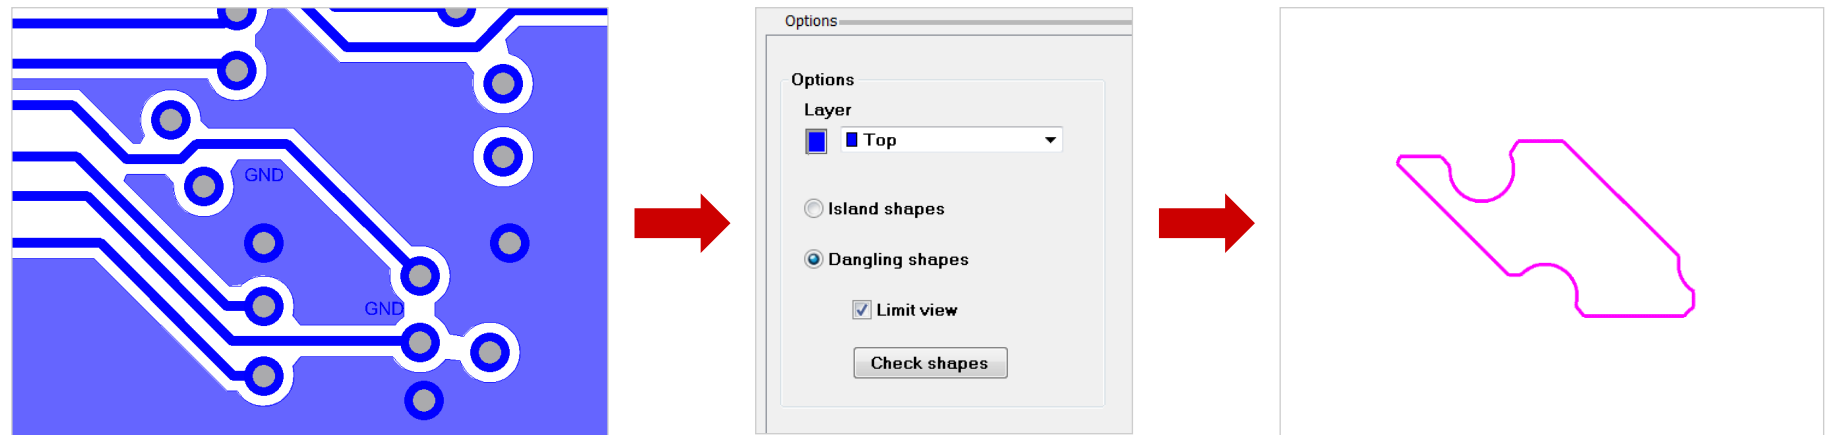 GND
GND
Options
Options
Layer
Top
Island shapes
Dangling shapes
Limit view
Check shapes